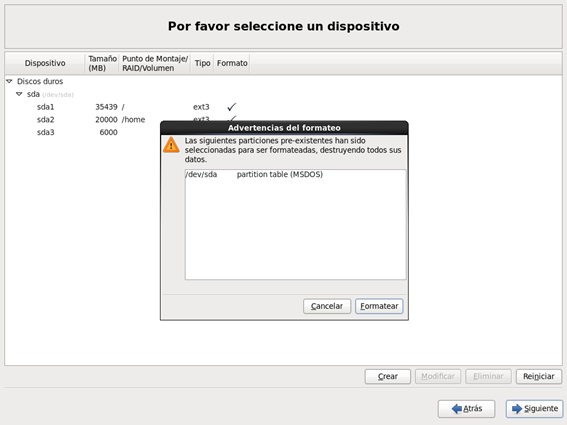 Por favor seleccione un dispositivo
Dispositivo Tamaño (MB) Punto de Montaje/ RAID/Volumen Tipo Formato
Discos duros
sda (/dev/sda)
sda1 35439 / ext3 ✓
sda2 20000 /home ext3 ✓
sda3 6000
Advertencias del formateo
Las siguientes particiones pre-existentes han sido
seleccionadas para ser formateadas, destruyendo todos sus
datos.
/dev/sda partition table (MSDOS)
Cancelar Formatear
Crear Modificar Eliminar Reiniciar
Atrás Siguiente